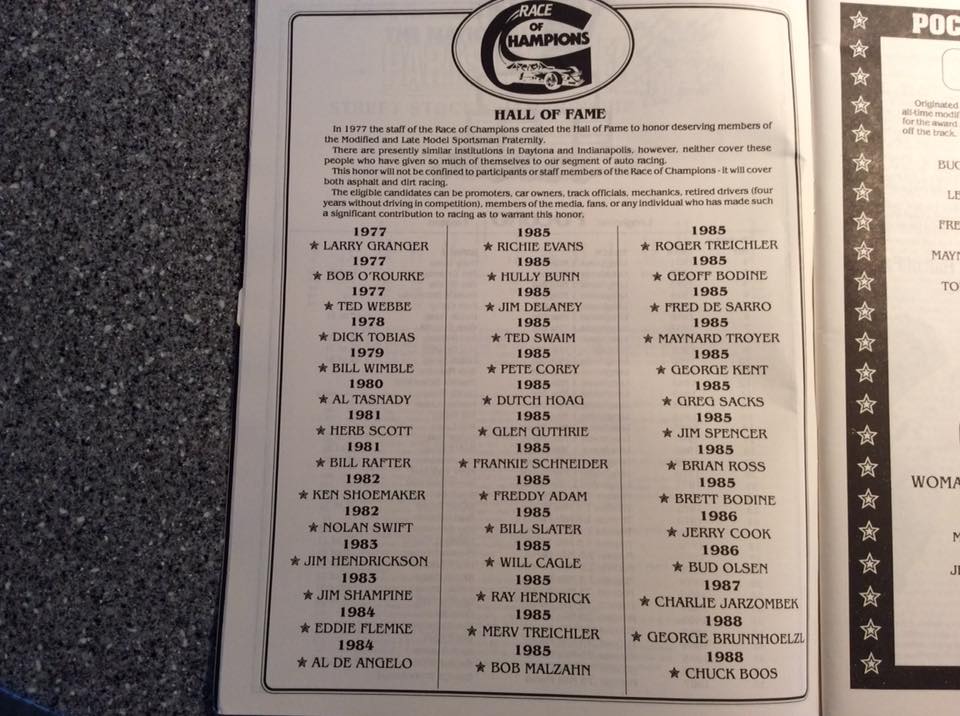 RACE
OF
CHAMPIONS
HALL OF FAME
In 1977 the staff of the Race of Champions created the Hall of Fame to honor deserving members of
the Modified and Late Model Sportsman Fraternity.
There are presently similar institutions in Daytona and Indianapolis, however, neither cover these
people who have given so much of themselves to our segment of auto racing.
This honor will not be confined to participants or staff members of the Race of Champions - it will cover
both asphalt and dirt racing.
The eligible candidates can be promoters, car owners, track officials, mechanics, retired drivers (four
years without driving in competition), members of the media, fans, or any individual who has made such
a significant contribution to racing as to warrant this honor.
1977
★ LARRY GRANGER
1977
★ BOB O'ROURKE
1977
★ TED WEBBE
1978
★ DICK TOBIAS
1979
★ BILL WIMBLE
1980
★ AL TASNADY
1981
★ HERB SCOTT
1981
★ BILL RAFTER
1982
★ KEN SHOEMAKER
1982
★ NOLAN SWIFT
1983
★ JIM HENDRICKSON
1983
★ JIM SHAMPINE
1984
★ EDDIE FLEMKE
1984
★ AL DE ANGELO
1985
★ RICHIE EVANS
1985
★ HULLY BUNN
1985
★ JIM DELANEY
1985
★ TED SWAIM
1985
★ PETE COREY
1985
★ DUTCH HOAG
1985
★ GLEN GUTHRIE
1985
★ FRANKIE SCHNEIDER
1985
★ FREDDY ADAM
1985
★ BILL SLATER
1985
★ WILL CAGLE
1985
★ RAY HENDRICK
1985
★ MERV TREICHLER
1985
★ BOB MALZAHN
1985
★ ROGER TREICHLER
1985
★ GEOFF BODINE
1985
★ FRED DE SARRO
1985
★ MAYNARD TROYER
1985
★ GEORGE KENT
1985
★ GREG SACKS
1985
★ JIM SPENCER
1985
★ BRIAN ROSS
1985
★ BRETT BODINE
1986
★ JERRY COOK
1986
★ BUD OLSEN
1987
★ CHARLIE JARZOMBEK
1988
★ GEORGE BRUNNHOELZL
1988
★ CHUCK BOOS
POC
Originated
all-time modif
for the award
off the track.
BUC
LE
FRE
MAYN
TO
WOMA
M
JI